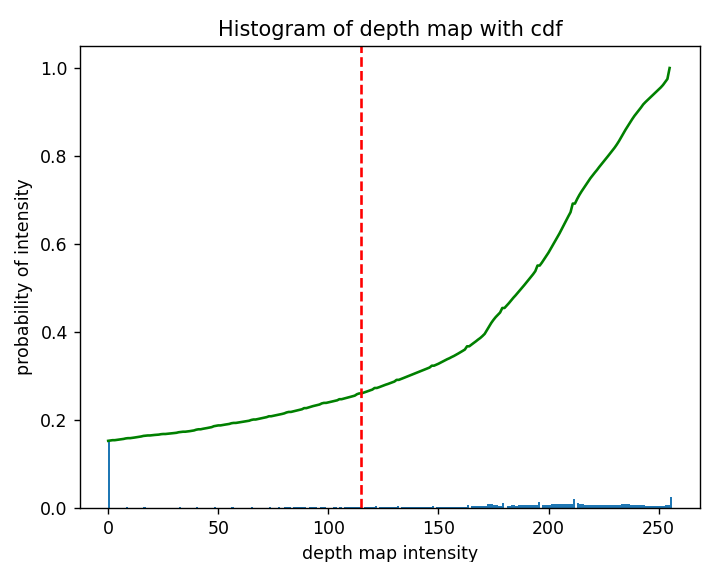 Histogram of depth map with cdf
1.0
0.8
0.6
0.4
0.2
0.0
probability of intensity
0 50 100 150 200 250
depth map intensity